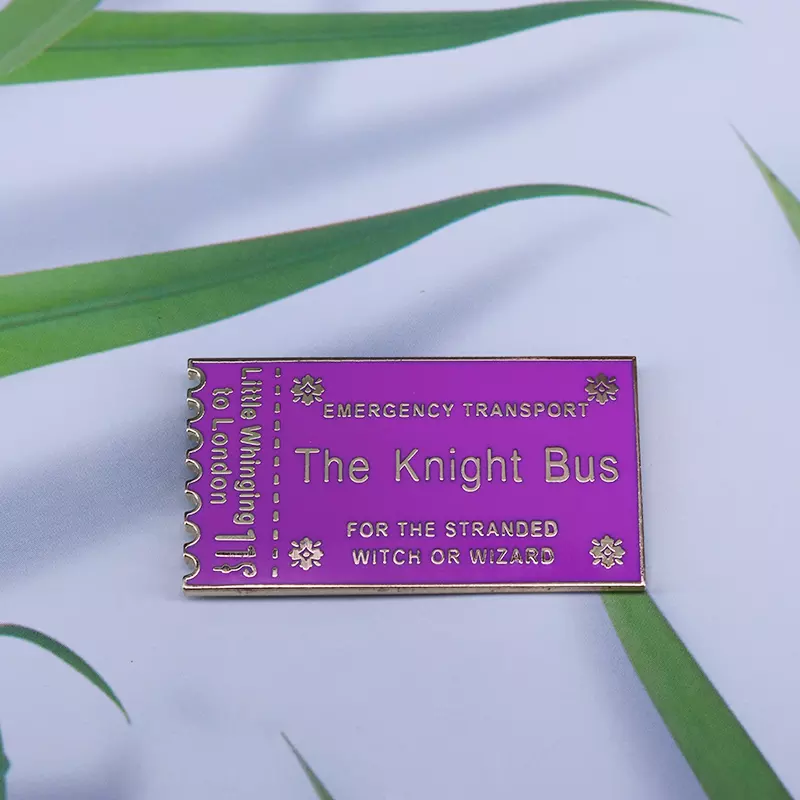 Little Whinging
to London
EMERGENCY TRANSPORT
The Knight Bus
FOR THE STRANDED
WITCH OR WIZARD